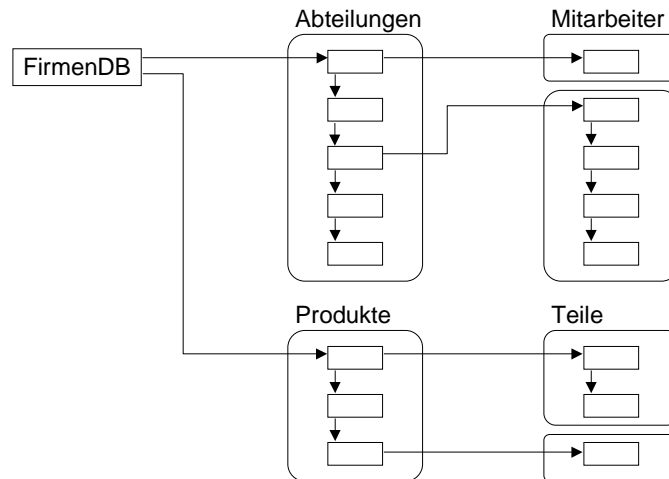 Abteilungen
Mitarbeiter
FirmenDB
Produkte
Teile